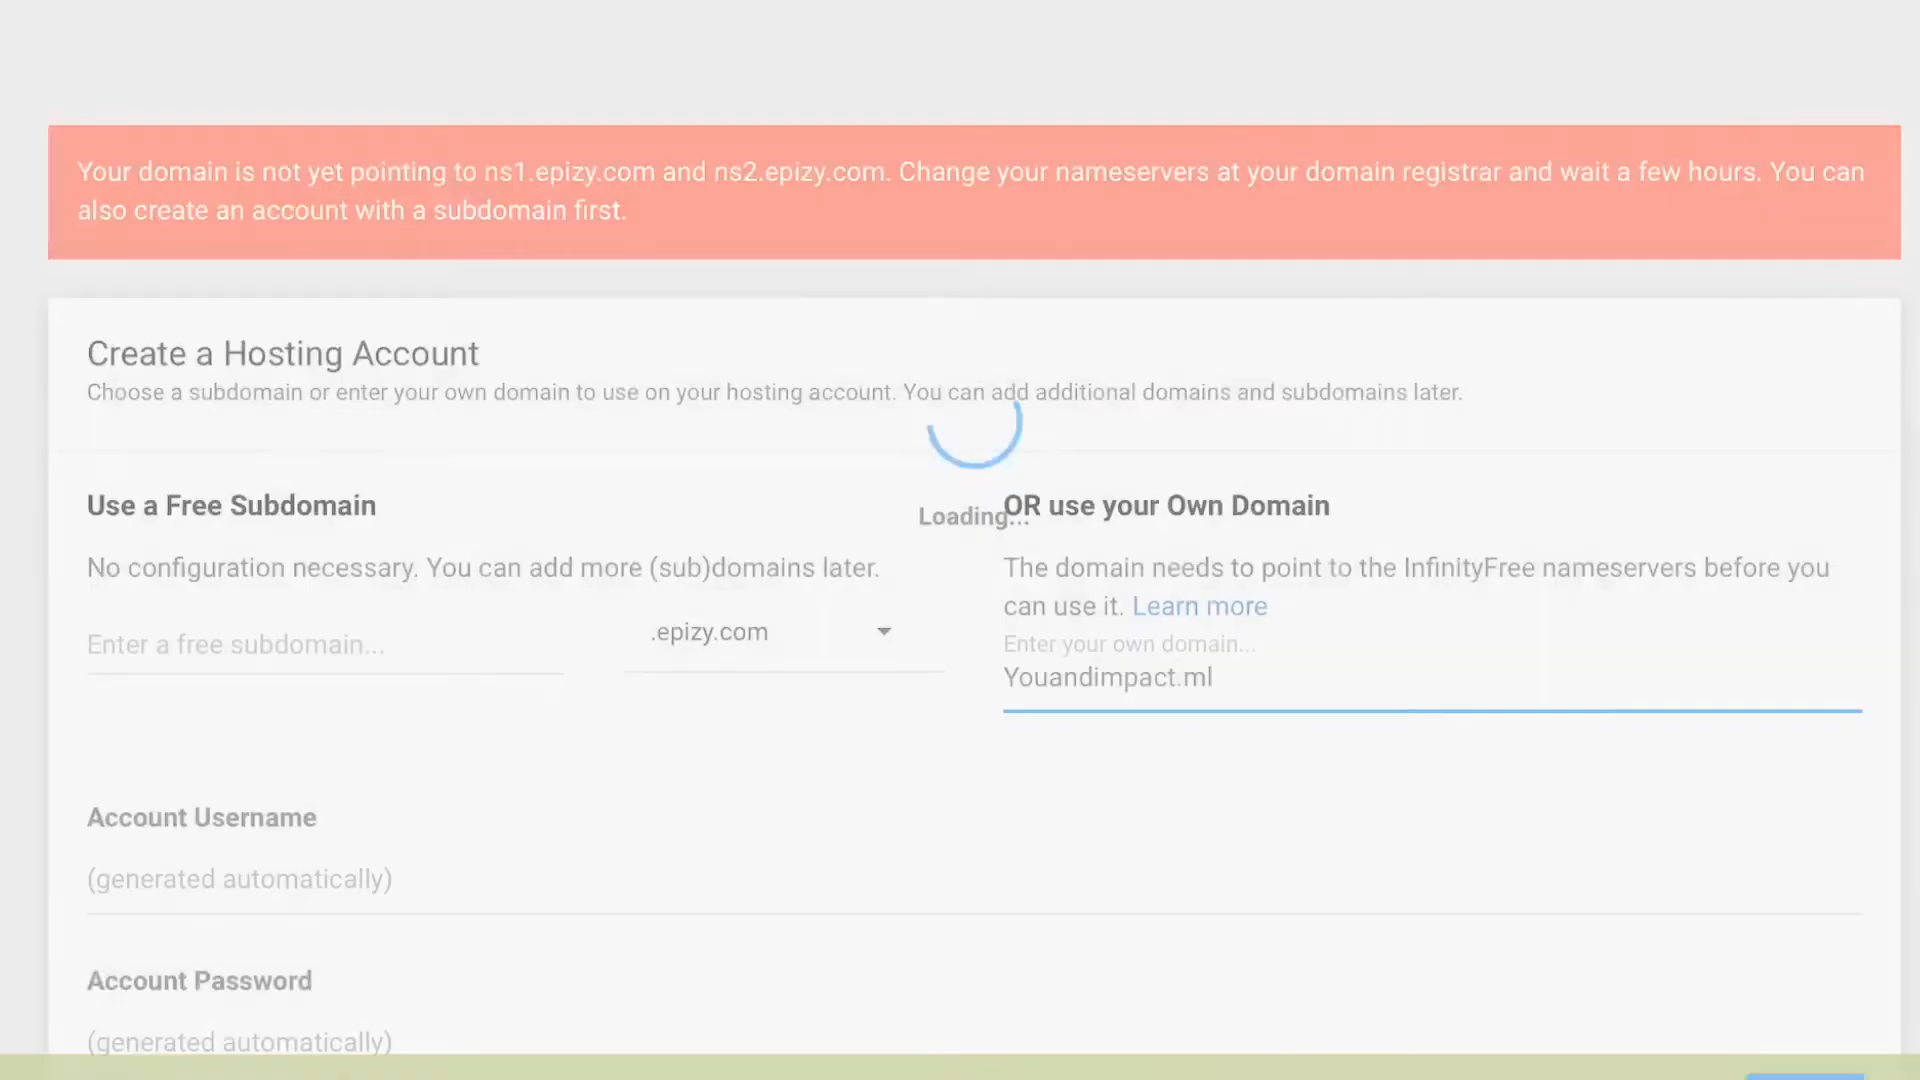 Your domain is not yet pointing to ns1.epizy.com and ns2.epizy.com. Change your nameservers at your domain registrar and wait a few hours. You can
also create an account with a subdomain first.
Create a Hosting Account
Choose a subdomain or enter your own domain to use on your hosting account. You can add additional domains and subdomains later.
Loading...
Use a Free Subdomain
No configuration necessary. You can add more (sub)domains later.
Enter a free subdomain...
.epizy.com
OR use your Own Domain
The domain needs to point to the InfinityFree nameservers before you
can use it. Learn more
Enter your own domain...
Youandimpact.ml
Account Username
(generated automatically)
Account Password
(generated automatically)